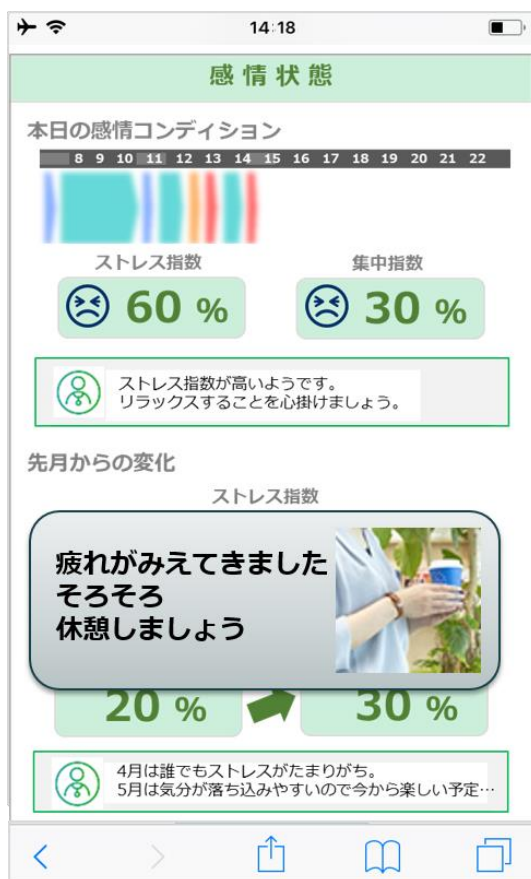 14:18
感情状態
本日の感情コンディション
8 9 10 11 12 13 14 15 16 17 18 19 20 21 22
ストレス指数 集中指数
60 % 30 %
ストレス指数が高いようです。
リラックスすることを心掛けましょう。
先月からの変化
ストレス指数
疲れがみえてきました
そろそろ
休憩しましょう
20 % 30 %
4月は誰でもストレスがたまりがち。
5月は気分が落ち込みやすいので今から楽しい予定…